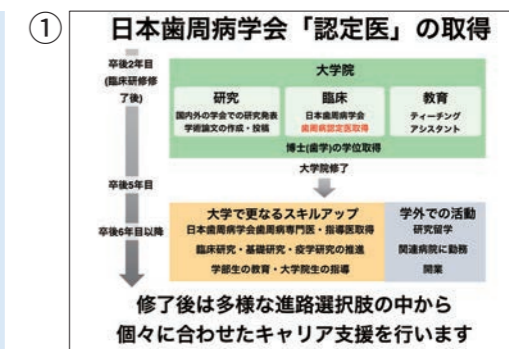 ①
日本歯周病学会「認定医」の取得
卒後2年目
(臨床研修修
了後)
大学院
研究
国内外の学会での研究発表
学術論文の作成・投稿
臨床
日本歯周病学会
歯周病認定医取得
教育
ティーチング
アシスタント
博士(歯学)の学位取得
大学院修了
卒後5年目
卒後6年目以降
大学で更なるスキルアップ
日本歯周病学会歯周病専門医・指導医取得
臨床研究・基礎研究・疫学研究の推進
学部生の教育・大学院生の指導
学外での活動
研究留学
関連病院に勤務
開業
修了後は多様な進路選択肢の中から
個々に合わせたキャリア支援を行います